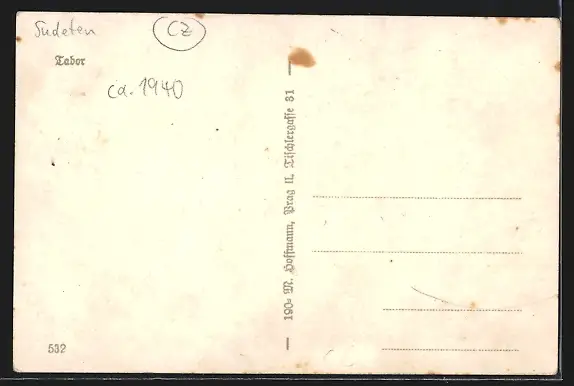 Sudeten
CZ
Tabor
ca. 1940
190= M. Hoffmann, Prag II, Tischlergasse 31
532